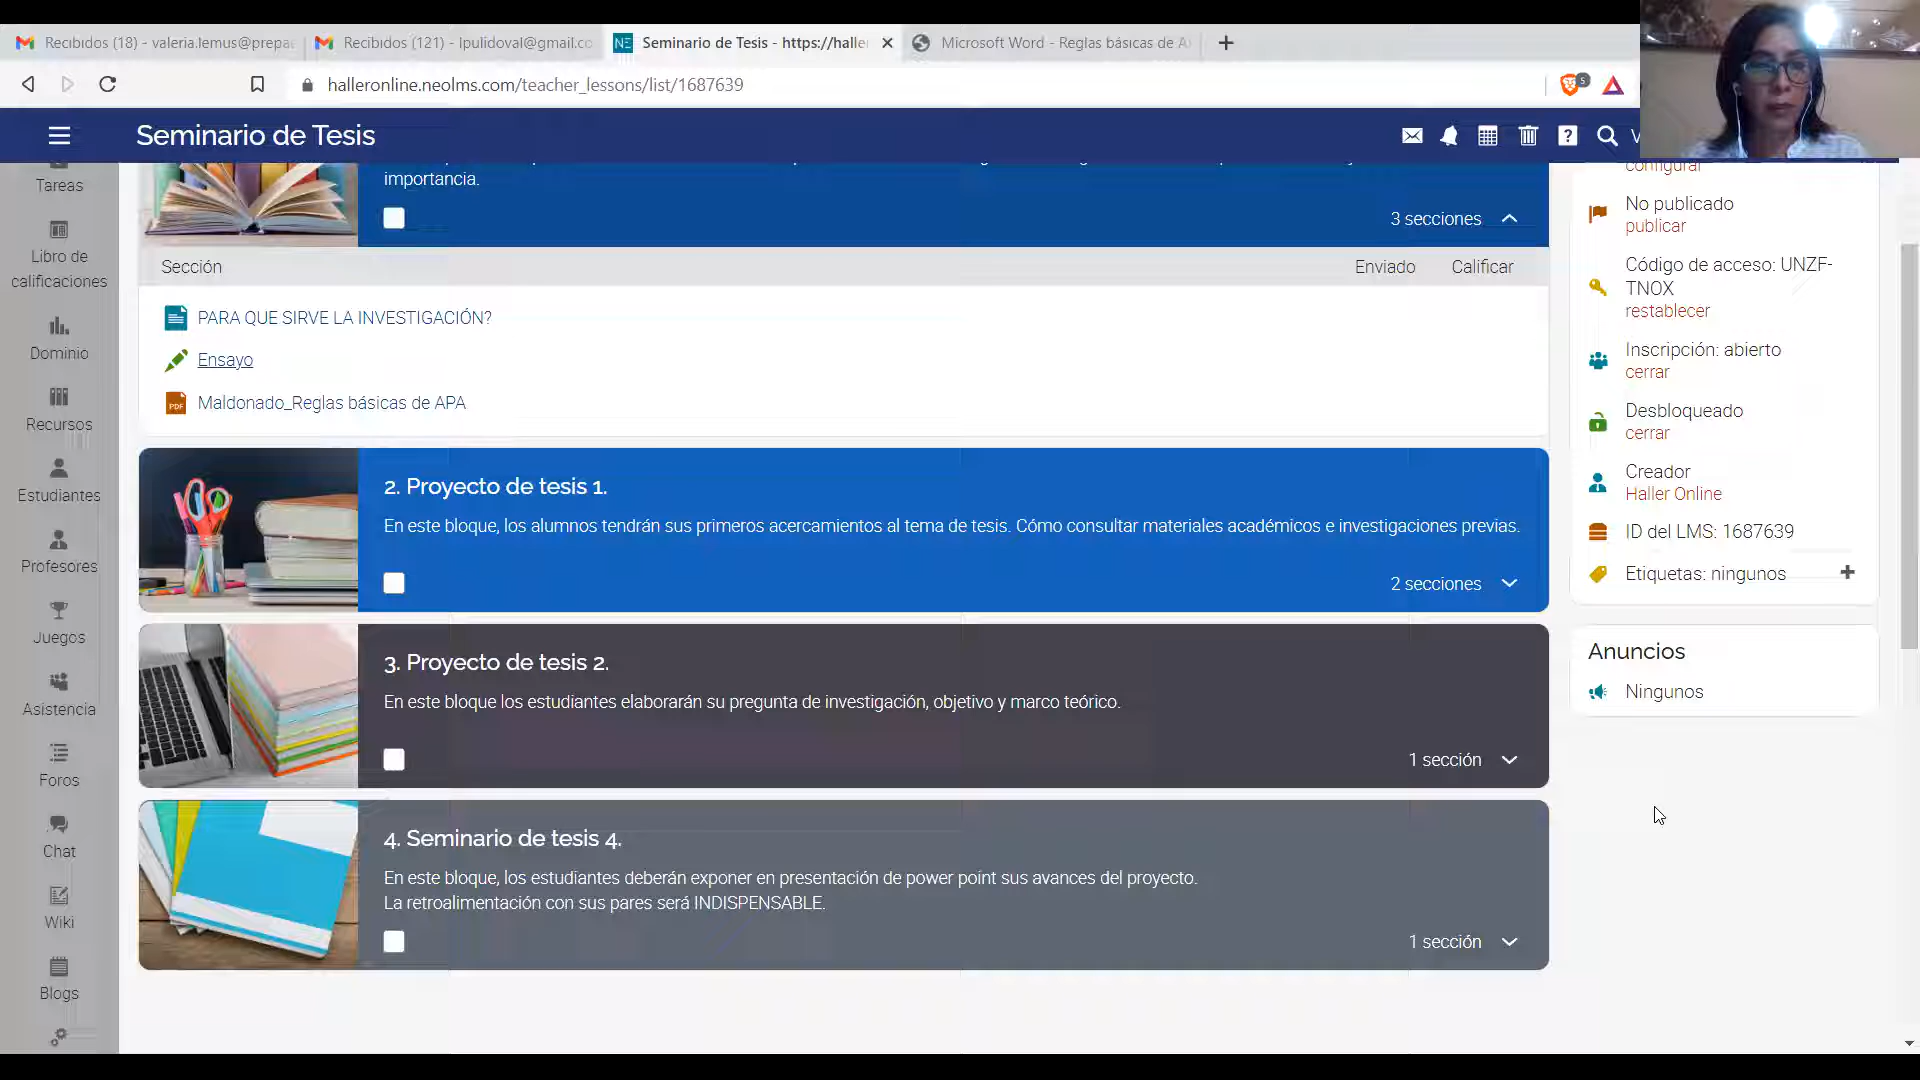 Recibidos (18) - valeria.lemus@prepa
Recibidos (121) - lpulidoval@gmail.co
Seminario de Tesis - https://haller
Microsoft Word - Reglas básicas de A
halleronline.neolms.com/teacher_lessons/list/1687639
5
Seminario de Tesis
V
Tareas
Libro de
calificaciones
Dominio
Recursos
Estudiantes
Profesores
Juegos
Asistencia
Foros
Chat
Wiki
Blogs
importancia.
3 secciones
Sección
Enviado
Calificar
PARA QUE SIRVE LA INVESTIGACIÓN?
Ensayo
PDF
Maldonado_Reglas básicas de APA
2. Proyecto de tesis 1.
En este bloque, los alumnos tendrán sus primeros acercamientos al tema de tesis. Cómo consultar materiales académicos e investigaciones previas.
2 secciones
3. Proyecto de tesis 2.
En este bloque los estudiantes elaborarán su pregunta de investigación, objetivo y marco teórico.
1 sección
4. Seminario de tesis 4.
En este bloque, los estudiantes deberán exponer en presentación de power point sus avances del proyecto.
La retroalimentación con sus pares será INDISPENSABLE.
1 sección
configurar
No publicado
publicar
Código de acceso: UNZF-
TNOX
restablecer
Inscripción: abierto
cerrar
Desbloqueado
cerrar
Creador
Haller Online
ID del LMS: 1687639
Etiquetas: ningunos
Anuncios
Ningunos